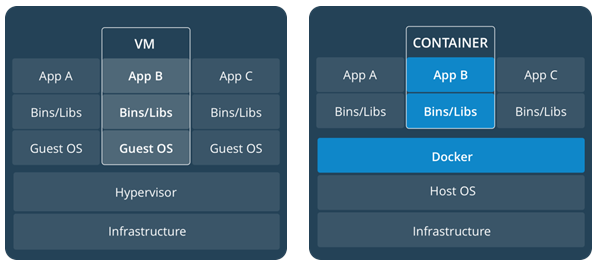 VM
App A App B App C
Bins/Libs Bins/Libs Bins/Libs
Guest OS Guest OS Guest OS
Hypervisor
Infrastructure
CONTAINER
App A App B App C
Bins/Libs Bins/Libs Bins/Libs
Docker
Host OS
Infrastructure